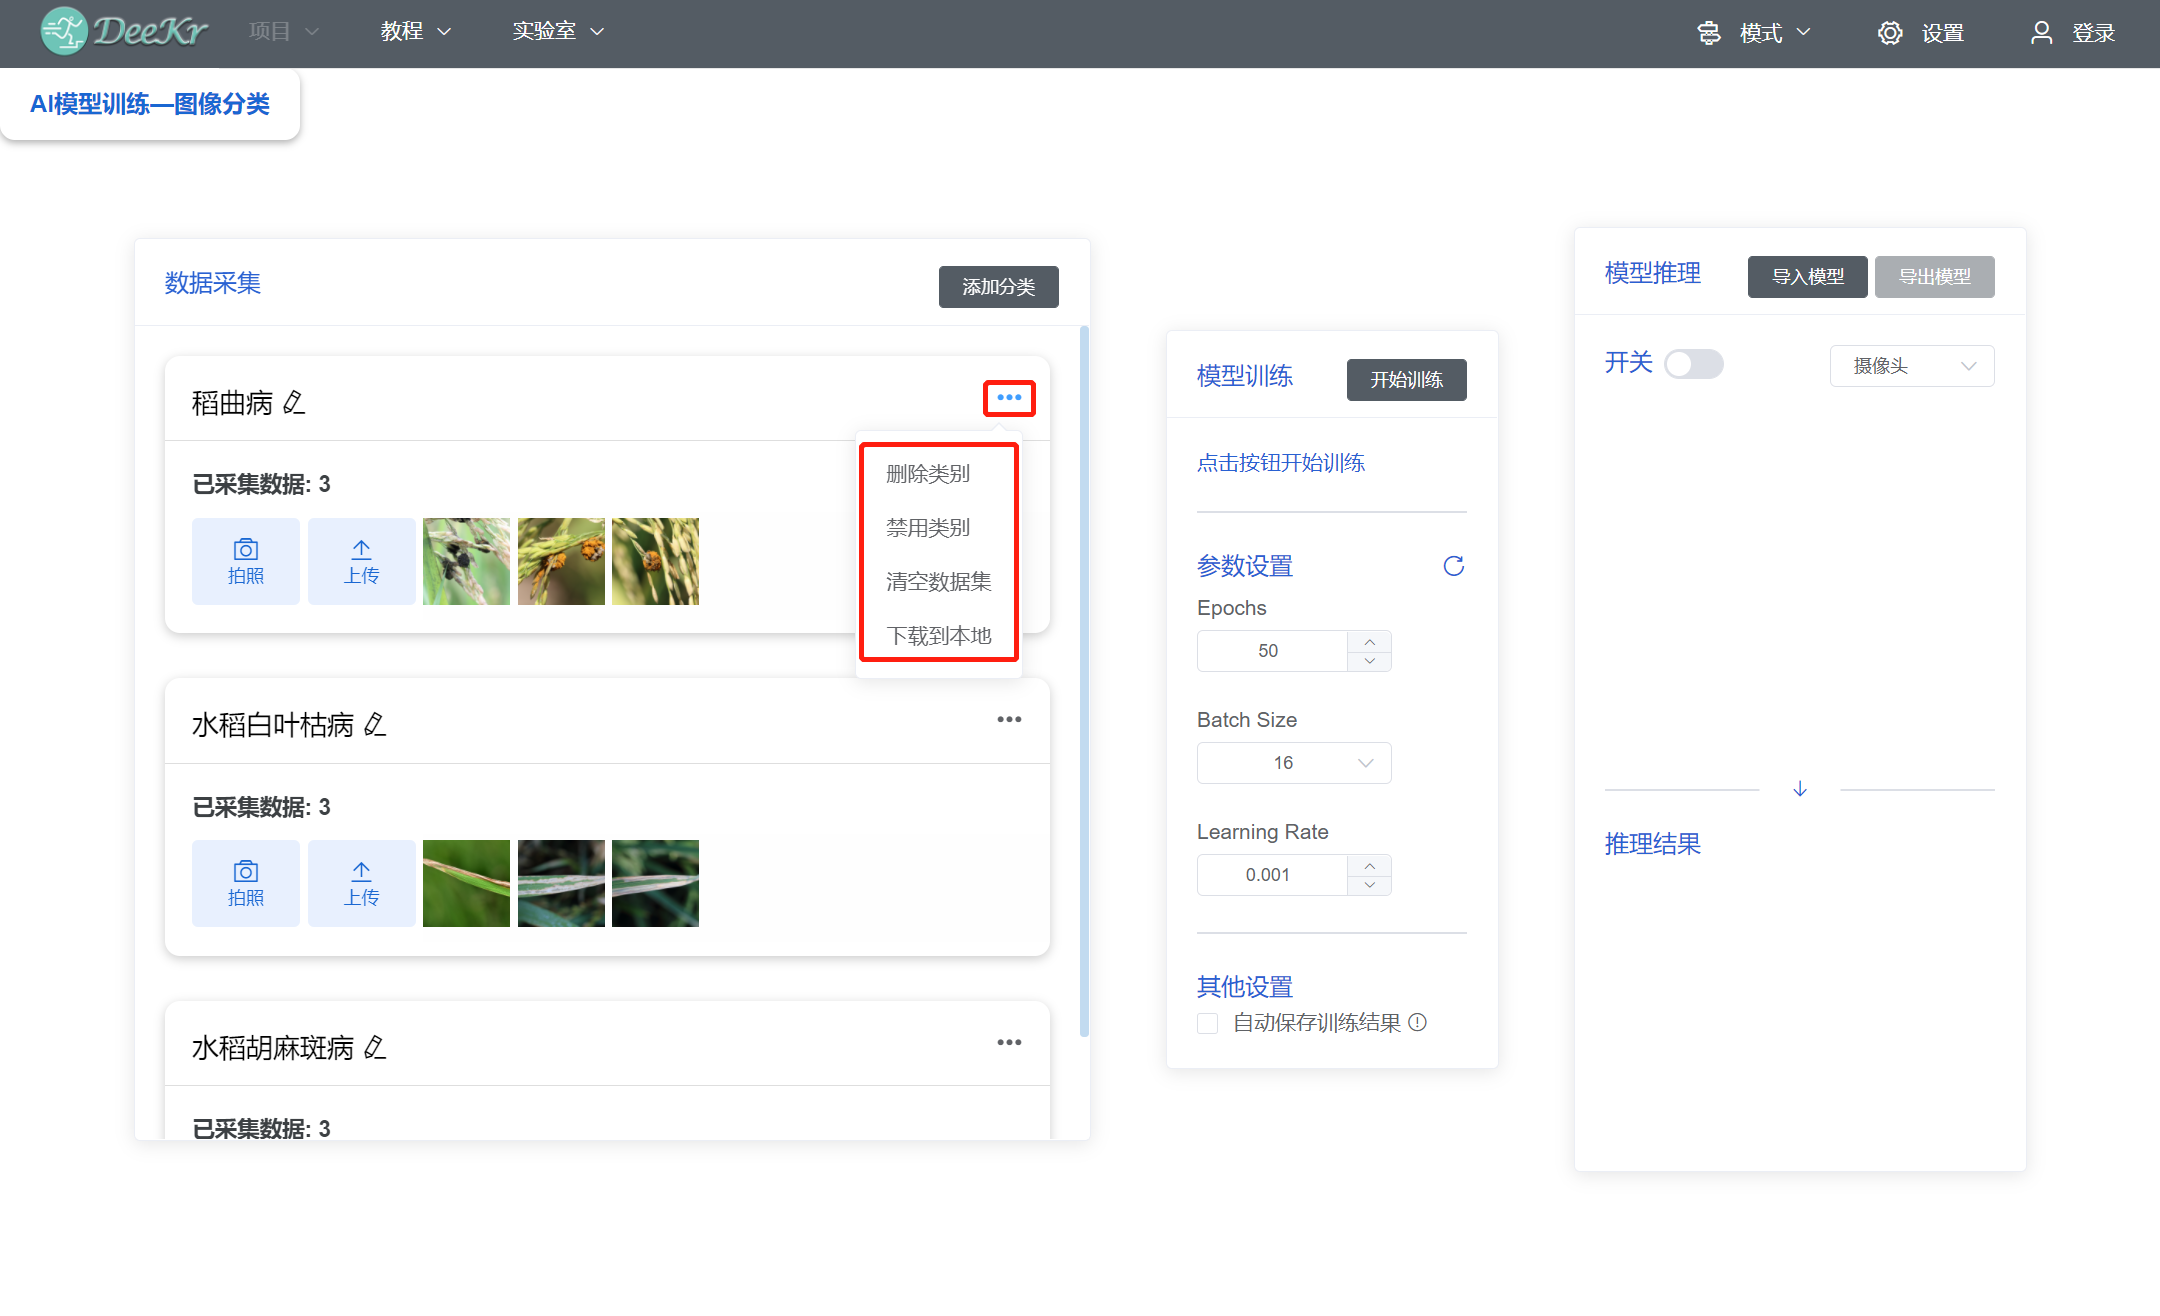 DeeKr 项目 教程 实验室 模式 设置 登录
AI模型训练—图像分类
数据采集 添加分类
稻曲病
已采集数据: 3
拍照 上传
删除类别
禁用类别
清空数据集
下载到本地
水稻白叶枯病
已采集数据: 3
拍照 上传
水稻胡麻斑病
已采集数据: 3
模型训练 开始训练
点击按钮开始训练
参数设置
Epochs
50
Batch Size
16
Learning Rate
0.001
其他设置
自动保存训练结果
模型推理 导入模型 导出模型
开关 摄像头
推理结果